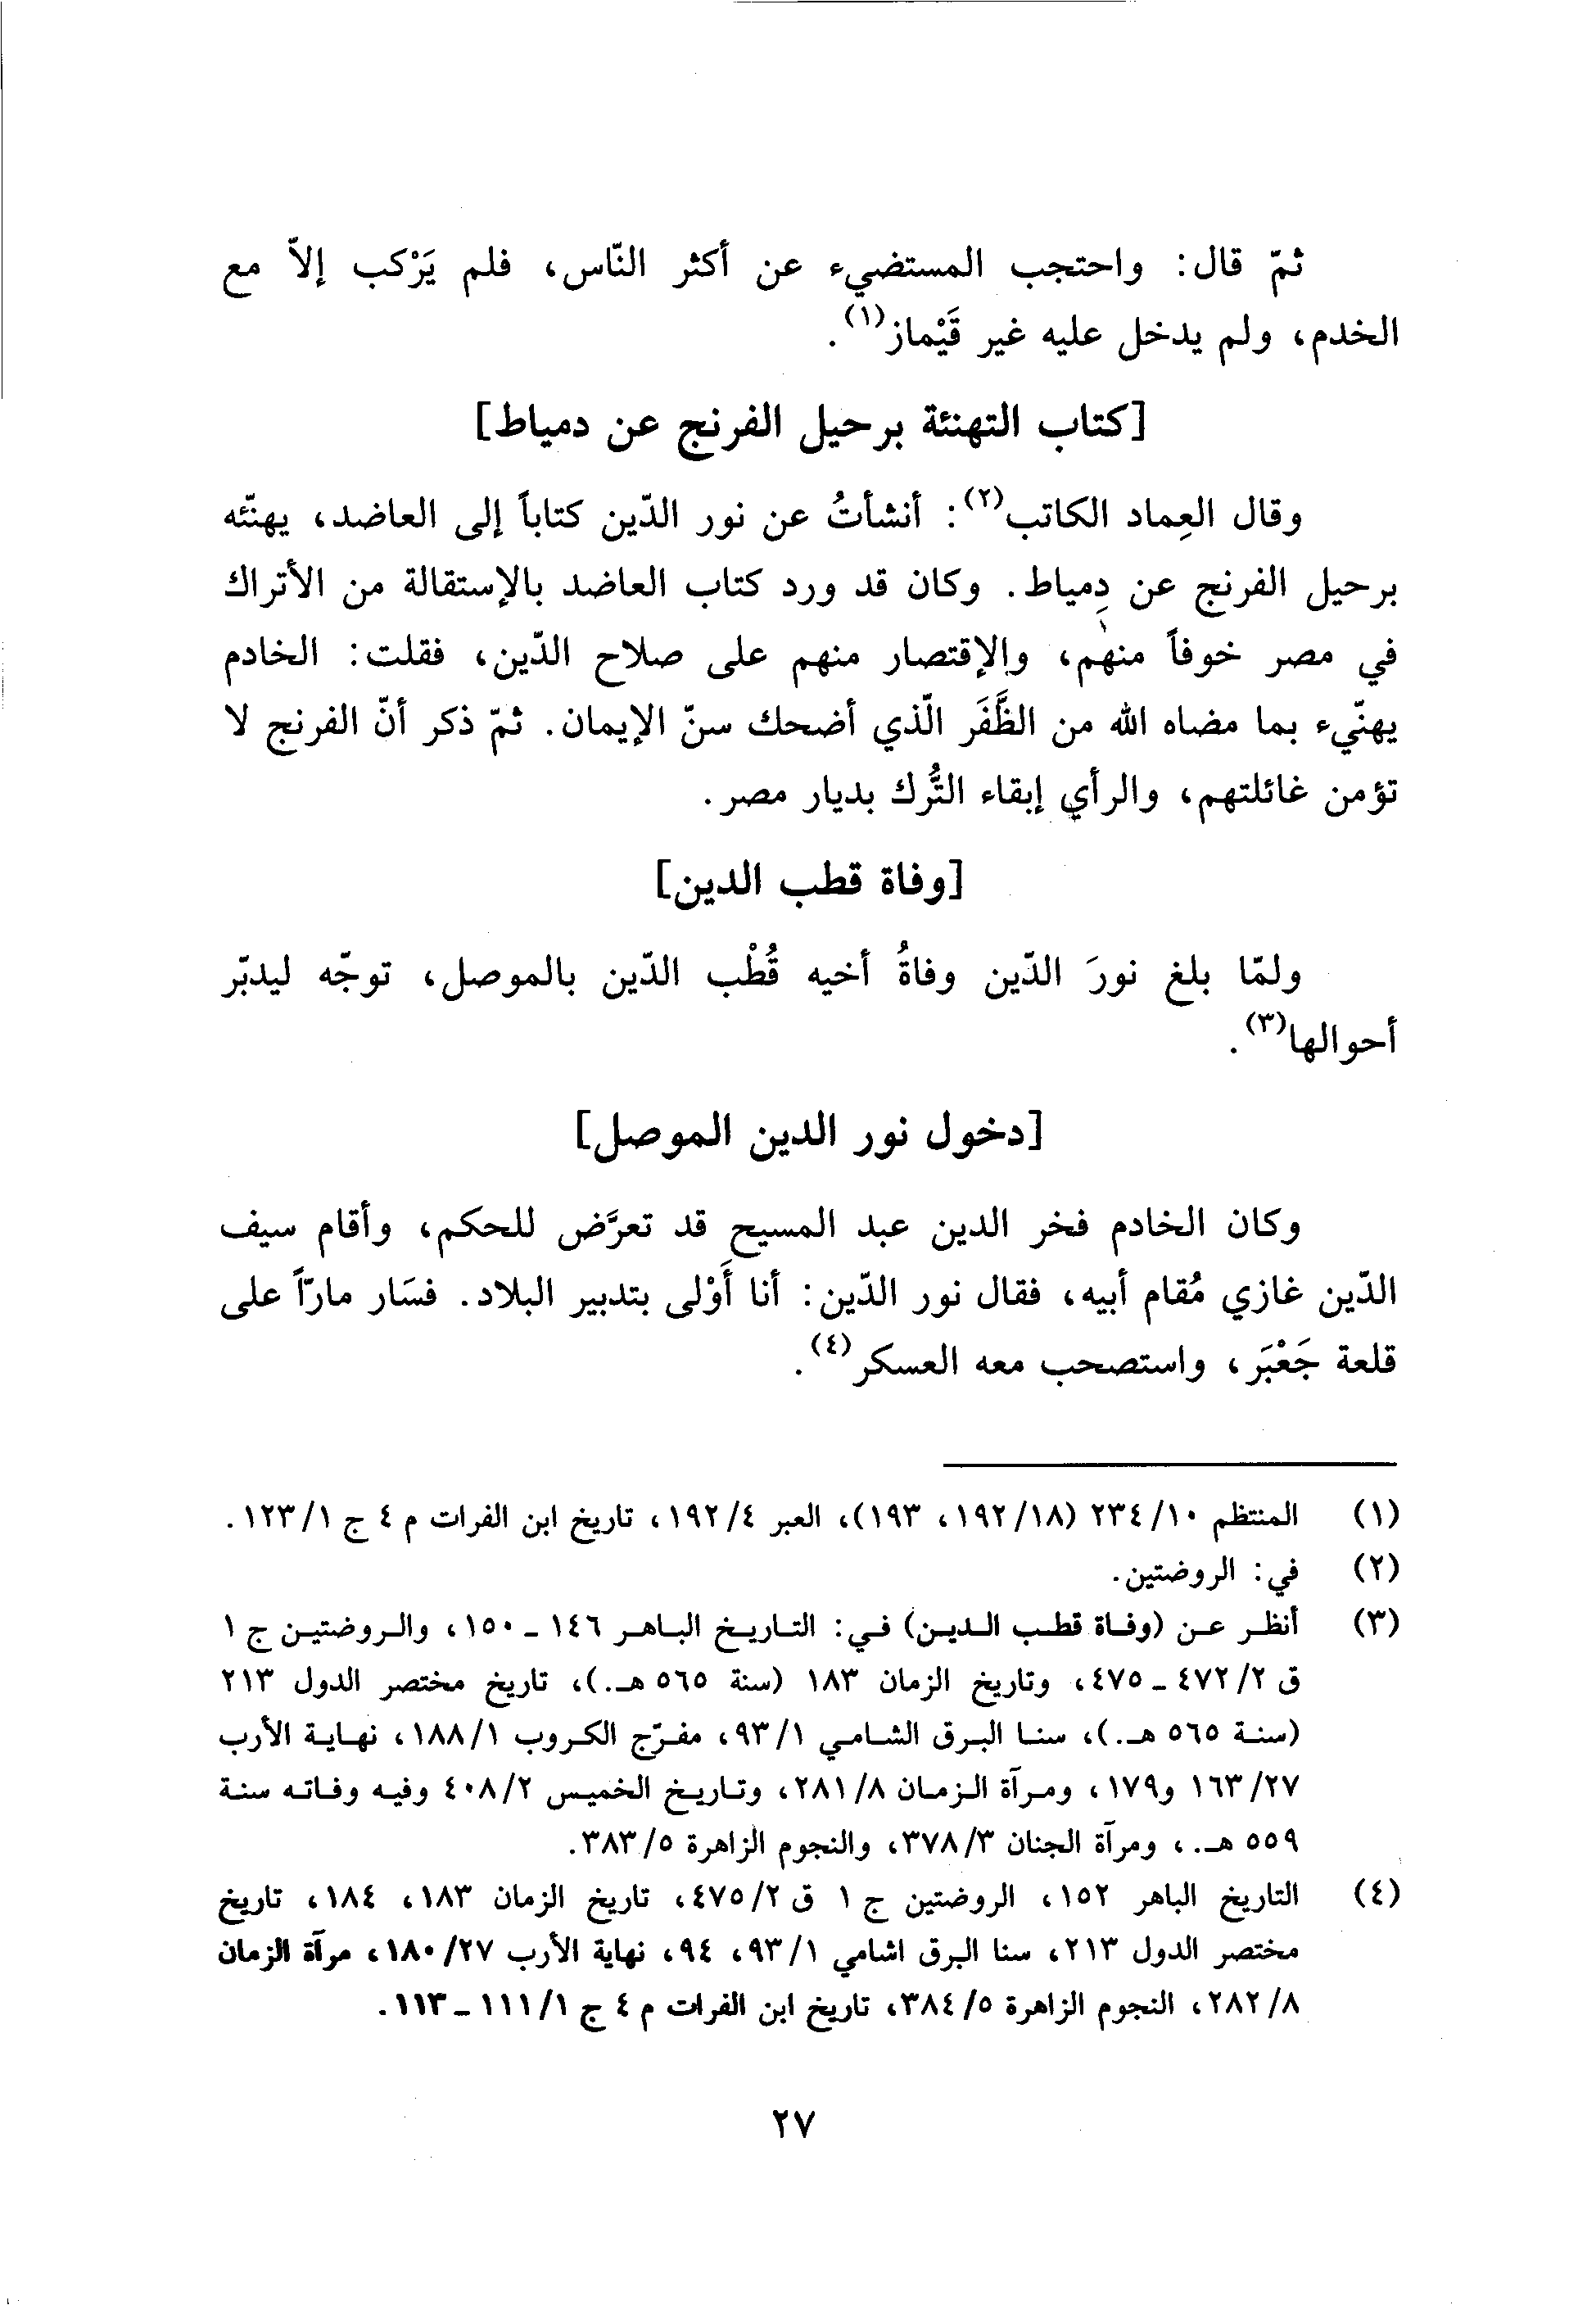 ثمّ قال: واحتجب المستضيء عن أكثر النّاس، فلم يَرْكب إلاّ مع
الخدم، ولم يدخل عليه غير قَيْماز(١).
[كتاب التهنئة برحيل الفرنج عن دمياط]
وقال العِماد الكاتب(٢): أنشأتُ عن نور الدّين كتاباً إلى العاضد، يهنّئه
برحيل الفرنج عن دِمياط. وكان قد ورد كتاب العاضد بالإستقالة من الأتراك
في مصر خوفاً منهم، والإقتصار منهم على صلاح الدّين، فقلت: الخادم
يهنّيء بما مضاه الله من الظَّفَر الّذي أضحك سنّ الإيمان. ثمّ ذكر أنّ الفرنج لا
تؤمن غائلتهم، والرأي إبقاء التُّرك بديار مصر.
[وفاة قطب الدين]
ولمّا بلغ نورَ الدّين وفاةُ أخيه قُطْب الدّين بالموصل، توجّه ليدبّر
أحوالها(٣).
[دخول نور الدين الموصل]
وكان الخادم فخر الدين عبد المسيح قد تعرَّض للحكم، وأقام سيف
الدّين غازي مُقام أبيه، فقال نور الدّين: أنا أَوْلى بتدبير البلاد. فسَار مارّاً على
قلعة جَعْبَر، واستصحب معه العسكر(٤).
(١) المنتظم ١٠/٢٣٤ (١٨/١٩٢، ١٩٣)، العبر ٤/١٩٢، تاريخ ابن الفرات م ٤ ج ١/١٢٣.
(٢) في: الروضتين.
(٣) أنظر عن (وفاة قطب الدين) في: التاريخ الباهر ١٤٦ - ١٥٠، والروضتين ج ١
ق ٢/٤٧٢ - ٤٧٥، وتاريخ الزمان ١٨٣ (سنة ٥٦٥ هـ.)، تاريخ مختصر الدول ٢١٣
(سنة ٥٦٥ هـ.)، سنا البرق الشامي ١/٩٣، مفرّج الكروب ١/١٨٨، نهاية الأرب
٢٧/١٦٣ و١٧٩، ومرآة الزمان ٨/٢٨١، وتاريخ الخميس ٢/٤٠٨ وفيه وفاته سنة
٥٥٩ هـ.، ومرآة الجنان ٣/٣٧٨، والنجوم الزاهرة ٥/٣٨٣.
(٤) التاريخ الباهر ١٥٢، الروضتين ج ١ ق ٢/٤٧٥، تاريخ الزمان ١٨٣، ١٨٤، تاريخ
مختصر الدول ٢١٣، سنا البرق اشامي ١/٩٣، ٩٤، نهاية الأرب ٢٧/١٨٠، مرآة الزمان
٨/٢٨٢، النجوم الزاهرة ٥/٣٨٤، تاريخ ابن الفرات م ٤ ج ١/١١١ - ١١٣.
٢٧